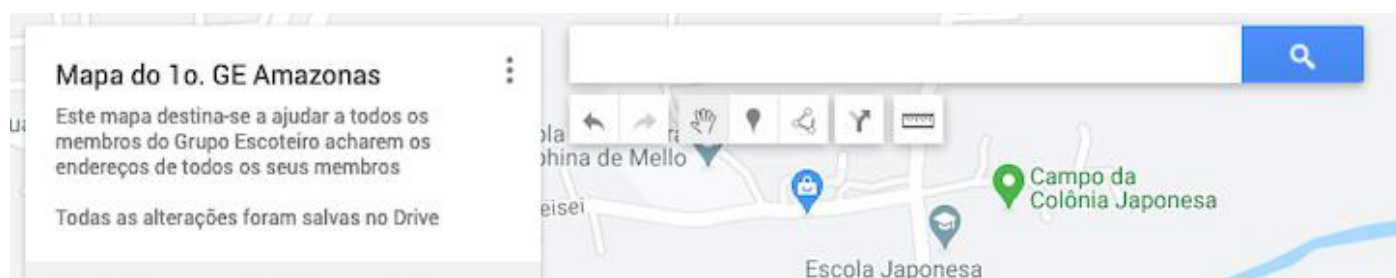 Mapa do 1o. GE Amazonas
Este mapa destina-se a ajudar a todos os
membros do Grupo Escoteiro acharem os
endereços de todos os seus membros
Todas as alterações foram salvas no Drive
de Mello
Campo da
Colônia Japonesa
Escola Japonesa